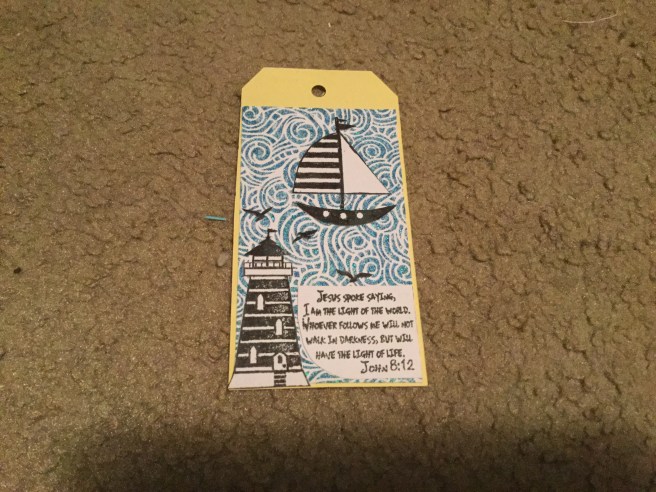 Jesus spoke saying,
I am the light of the world.
Whoever follows me will not
walk in darkness, but will
have the light of life.
John 8:12